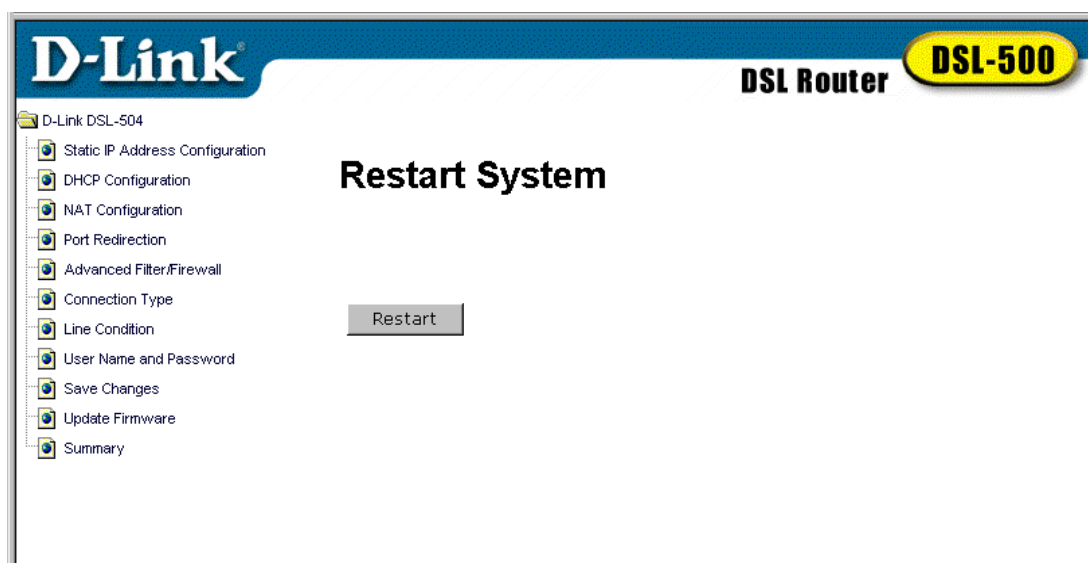 D-Link
DSL Router
DSL-500
D-Link DSL-504
Static IP Address Configuration
DHCP Configuration
NAT Configuration
Port Redirection
Advanced Filter/Firewall
Connection Type
Line Condition
User Name and Password
Save Changes
Update Firmware
Summary
Restart System
Restart